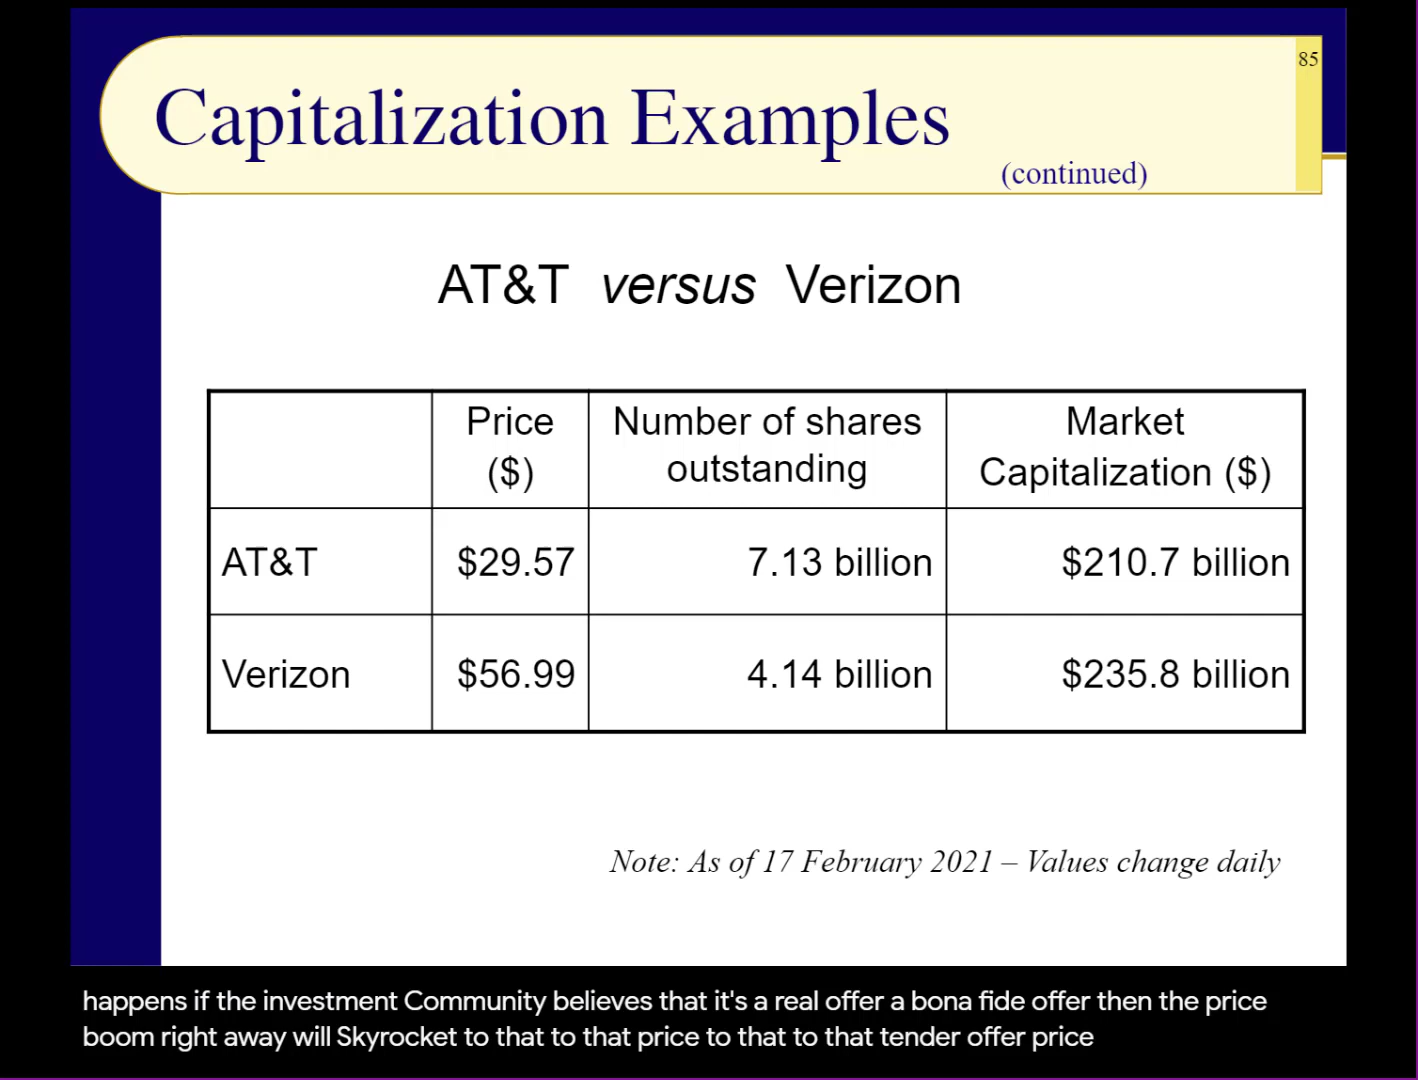 85
Capitalization Examples
(continued)
AT&T versus Verizon
Price ($) Number of shares outstanding Market Capitalization ($)
AT&T $29.57 7.13 billion $210.7 billion
Verizon $56.99 4.14 billion $235.8 billion
Note: As of 17 February 2021 – Values change daily
happens if the investment Community believes that it's a real offer a bona fide offer then the price
boom right away will Skyrocket to that to that price to that to that tender offer price